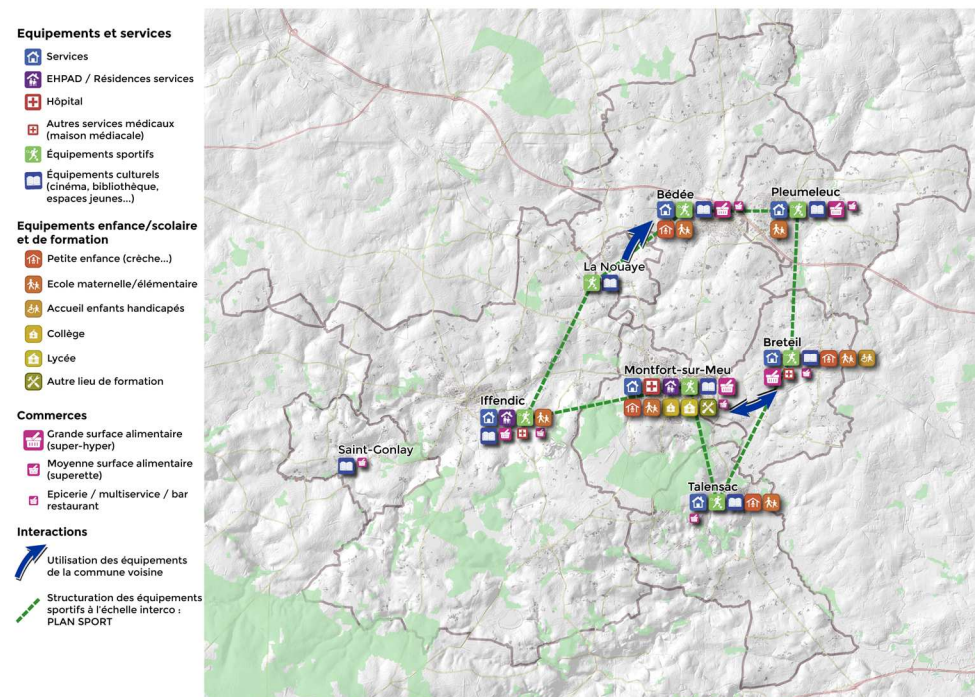 Equipements et services
Services
EHPAD / Résidences services
Hôpital
Autres services médicaux
(maison médiacale)
Équipements sportifs
Équipements culturels
(cinéma, bibliothèque,
espaces jeunes...)
Equipements enfance/scolaire
et de formation
Petite enfance (crèche...)
Ecole maternelle/élémentaire
Accueil enfants handicapés
Collège
Lycée
Autre lieu de formation
Commerces
Grande surface alimentaire
(super-hyper)
Moyenne surface alimentaire
(superette)
Epicerie / multiservice / bar
restaurant
Interactions
Utilisation des équipements
de la commune voisine
Structuration des équipements
sportifs à l'échelle interco :
PLAN SPORT
Bédée
Pleumeleuc
La Nouaye
Breteil
Montfort-sur-Meu
Iffendic
Saint-Gonlay
Talensac